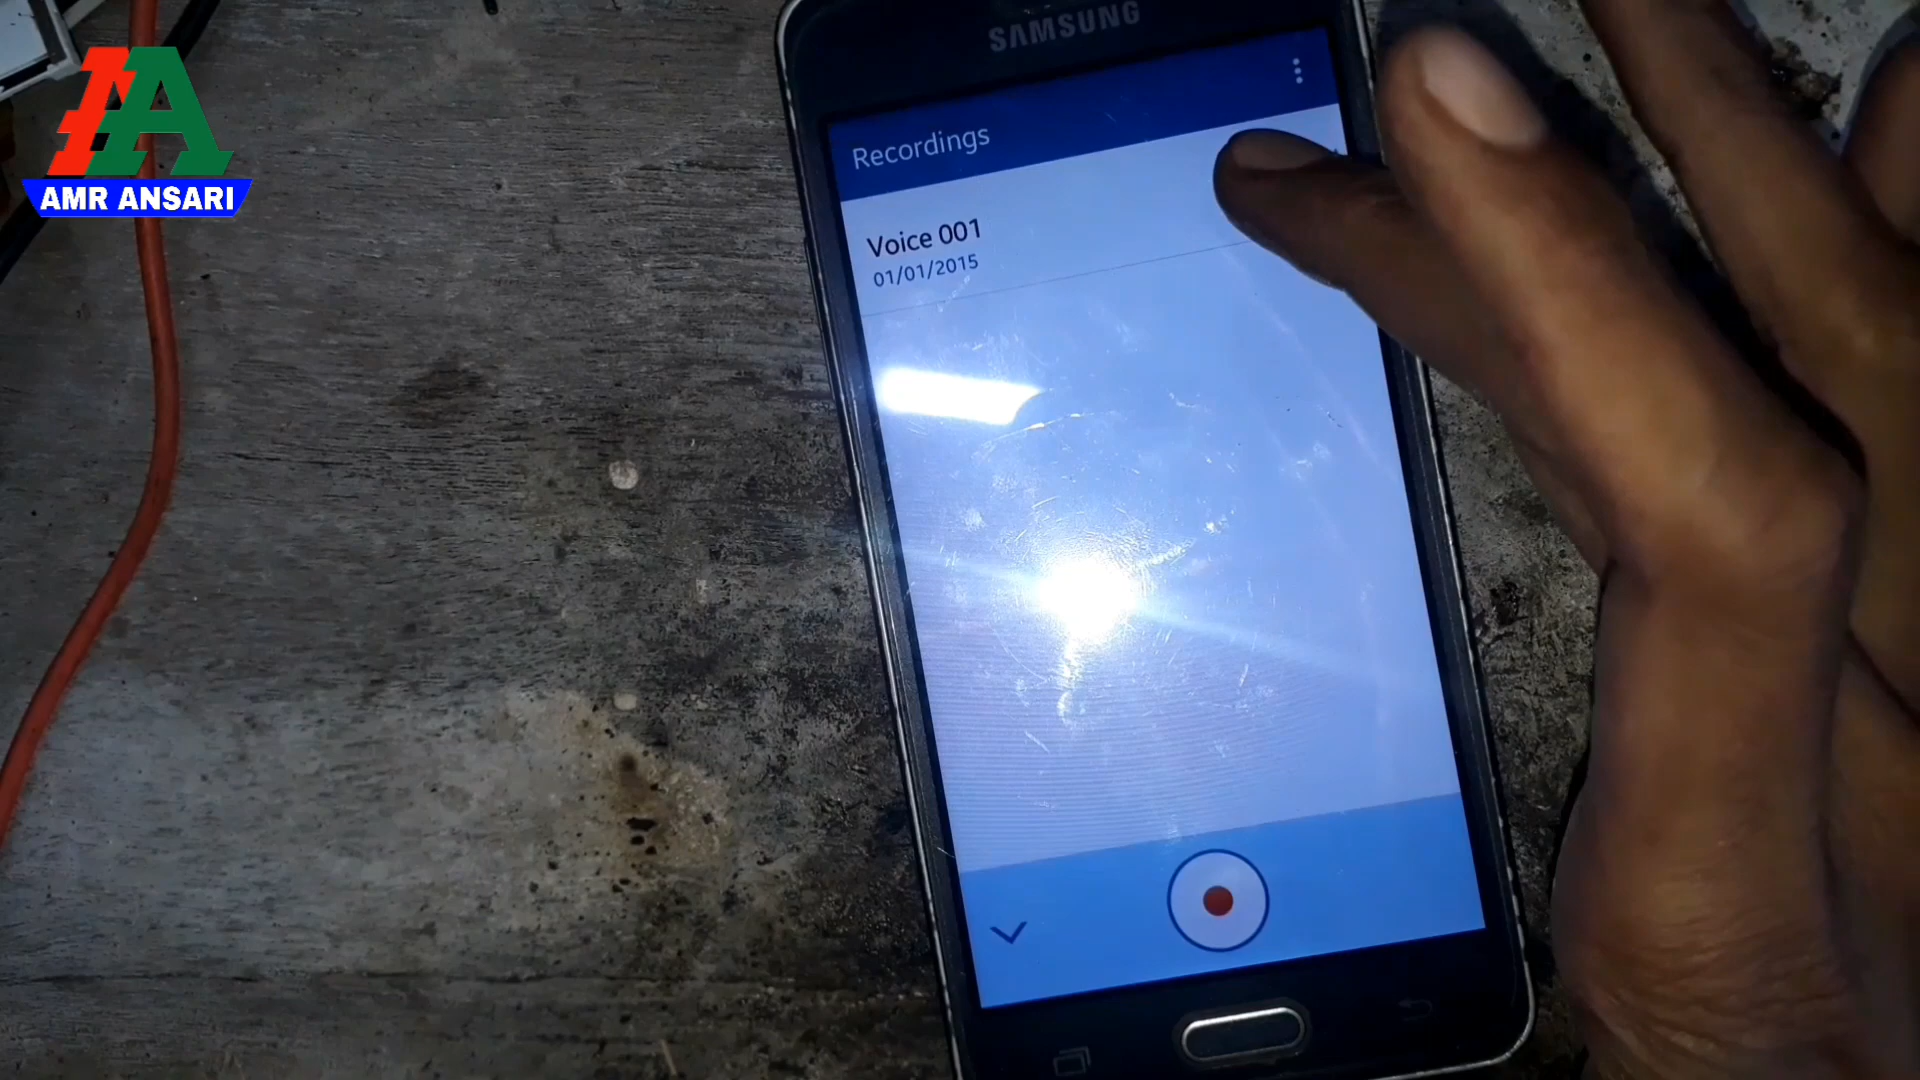 SAMSUNG
AMR ANSARI
Recordings
Voice 001
01/01/2015